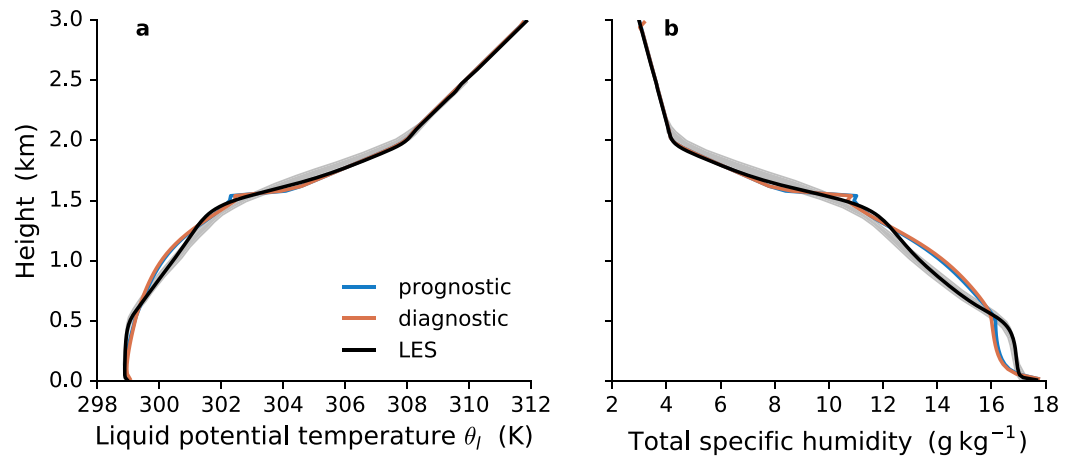 a
b
3.0
2.5
2.0
1.5
1.0
0.5
0.0
Height (km)
prognostic
diagnostic
LES
298 300 302 304 306 308 310 312
2 4 6 8 10 12 14 16 18
Liquid potential temperature θl (K)
Total specific humidity (g kg⁻¹)